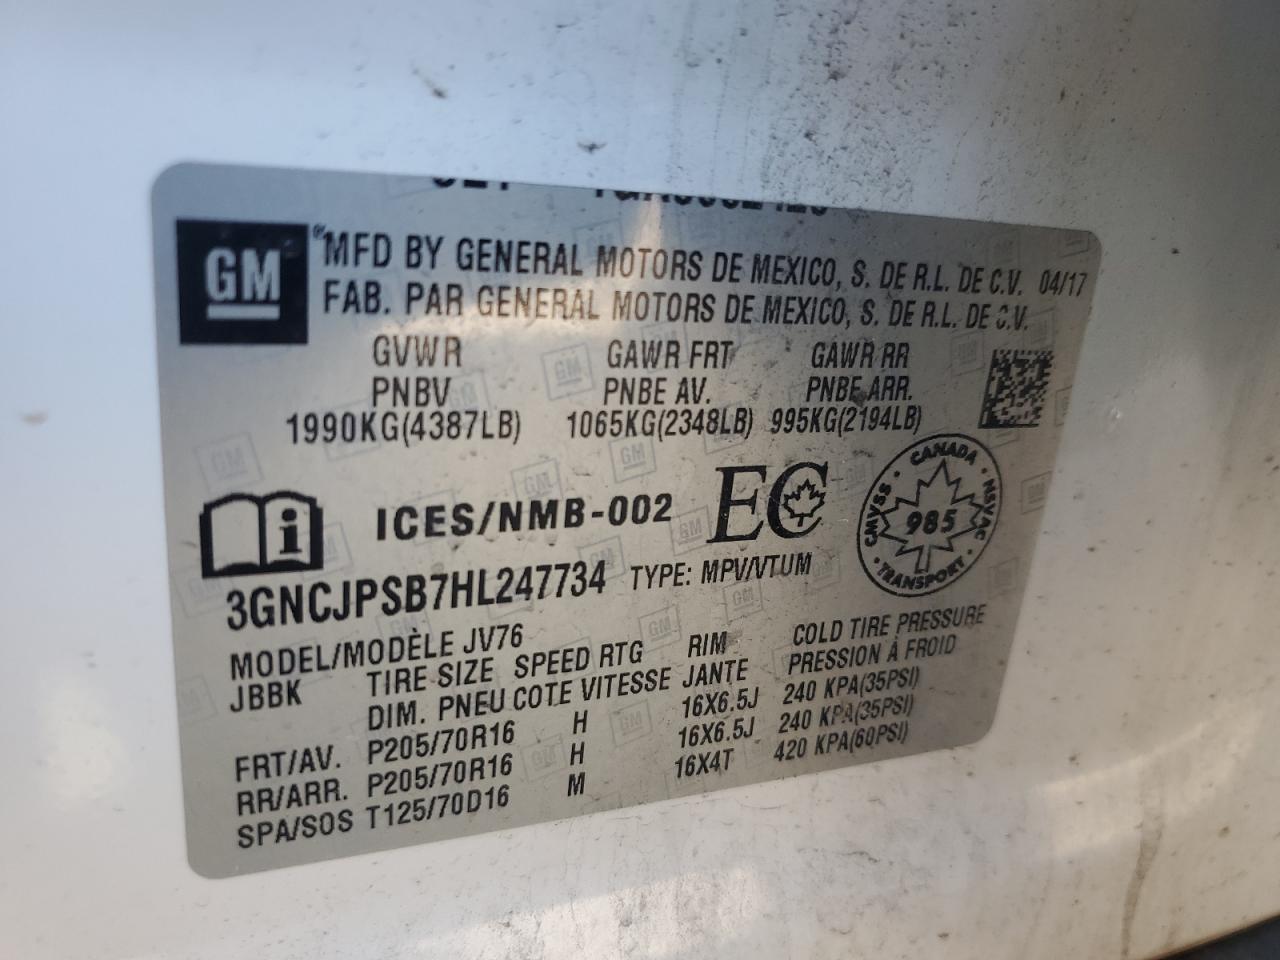 GM
®MFD BY GENERAL MOTORS DE MEXICO, S. DE R.L. DE C.V. 04/17
FAB. PAR GENERAL MOTORS DE MEXICO, S. DE R.L. DE C.V.
GVWR GAWR FRT GAWR RR
PNBV PNBE AV. PNBE ARR.
1990KG(4387LB) 1065KG(2348LB) 995KG(2194LB)
i ICES/NMB-002 EC
CANADA
CMVSS NSVAC
985
TRANSPORT
3GNCJPSB7HL247734 TYPE: MPV/VTUM
MODEL/MODÈLE JV76
JBBK TIRE SIZE SPEED RTG RIM COLD TIRE PRESSURE
DIM. PNEU COTE VITESSE JANTE PRESSION À FROID
FRT/AV. P205/70R16 H 16X6.5J 240 KPA(35PSI)
RR/ARR. P205/70R16 H 16X6.5J 240 KPA(35PSI)
SPA/SOS T125/70D16 M 16X4T 420 KPA(60PSI)